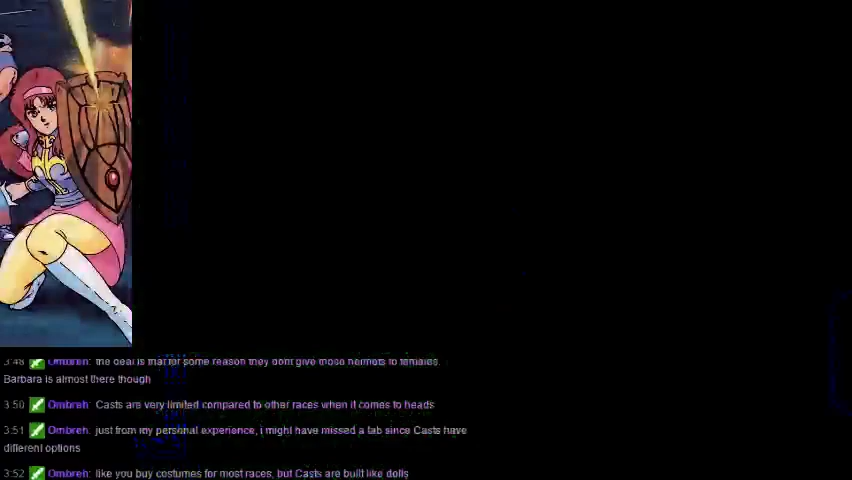 3:48 Ombreh: the deal is that for some reason they dont give those helmets to females.
Barbara is almost there though
3:50 Ombreh: Casts are very limited compared to other races when it comes to heads
3:51 Ombreh: just from my personal experience, i might have missed a tab since Casts have
different options
3:52 Ombreh: like you buy costumes for most races, but Casts are built like dolls